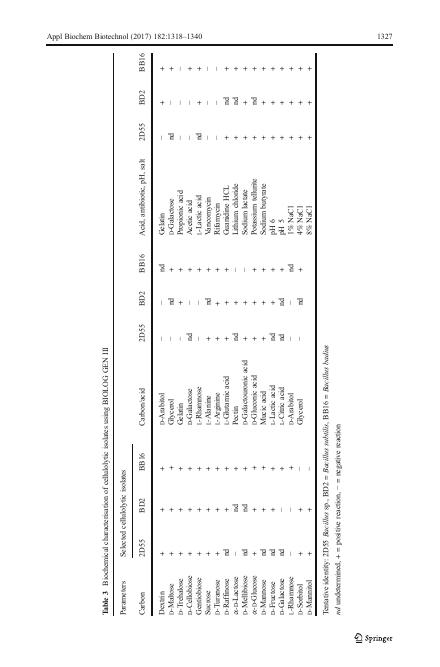 Appl Biochem Biotechnol (2017) 182:1318–1340 1327
Table 3 Biochemical characterisation of cellulolytic isolates using BIOLOG GEN III
Parameters Selected cellulolytic isolates
Carbon 2D55 BD2 BB16 Carbon/acid 2D55 BD2 BB16 Acid, antibiotic, pH, salt 2D55 BD2 BB16
Dextrin + + + D-Arabitol – – nd Gelatin – + +
D-Maltose + + + Glycerol – nd + D-Galactose nd – +
D-Trehalose + + + Gelatin – + + Propionic acid – – –
D-Cellobiose + + + D-Galactose nd – + Acetic acid – – +
Gentiobiose + + + L-Rhamnose – – + L-Lactic acid nd + +
Sucrose + + + L-Alanine + nd + Vancomycin – – –
D-Turanose + + + L-Arginine + + + Rifamycin – – –
D-Raffinose nd + + L-Glutamic acid + + + Guanidine HCL + nd +
α-D-Lactose – nd + Pectin nd + – Lithium chloride + nd +
D-Mellibiose nd nd + D-Galactouronic acid + + – Sodium lactate + + +
α-D-Glucose + + + D-Gluconic acid + + + Potassium tellurite + nd +
D-Mannose nd + + Mucic acid + + + Sodium butyrate + + +
D-Fructose nd + + L-Lactic acid nd + + pH 6 + + +
D-Galactose nd – + L-Citric acid nd nd + pH 5 + + +
L-Rhamnose – – + D-Arabitol – – nd 1% NaCl + + +
D-Sorbitol + + – Glycerol – nd + 4% NaCl + + +
D-Mannitol + + – 8% NaCl + + +
Tentative identity: 2D55 Bacillus sp., BD2 = Bacillus subtilis, BB16 = Bacillus badius
nd undetermined, + = positive reaction, – = negative reaction
Springer